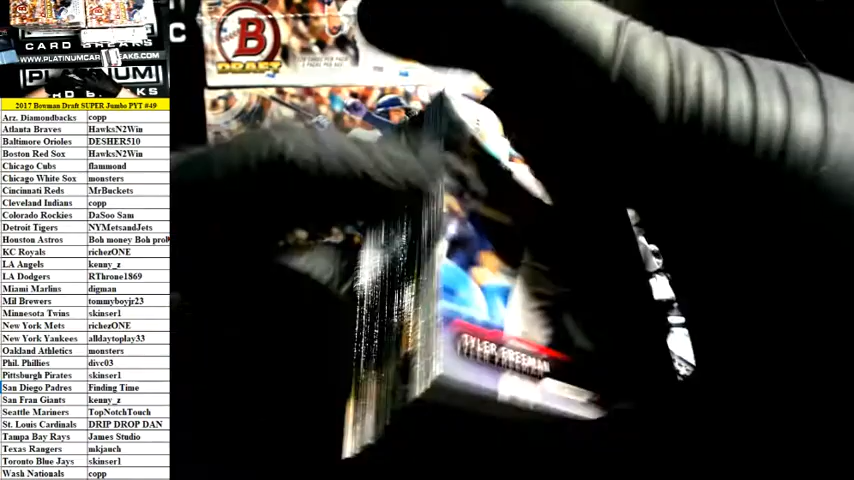 CARD BREAKS
WWW.PLATINUMCARDBREAKS.COM
PLATINUM
2017 Bowman Draft SUPER Jumbo PYT #49
Arz. Diamondbacks copp
Atlanta Braves HawksN2Win
Baltimore Orioles DESHER510
Boston Red Sox HawksN2Win
Chicago Cubs flammond
Chicago White Sox monsters
Cincinnati Reds MrBuckets
Cleveland Indians copp
Colorado Rockies DaSoo Sam
Detroit Tigers NYMetsandJets
Houston Astros Boh money Boh prol
KC Royals richezONE
LA Angels kenny_z
LA Dodgers RThrone1869
Miami Marlins digman
Mil Brewers tommyboyjr23
Minnesota Twins skinser1
New York Mets richezONE
New York Yankees alldaytoplay33
Oakland Athletics monsters
Phil. Phillies divc03
Pittsburgh Pirates skinser1
San Diego Padres Finding Time
San Fran Giants kenny_z
Seattle Mariners TopNotchTouch
St. Louis Cardinals DRIP DROP DAN
Tampa Bay Rays James Studio
Texas Rangers mkjauch
Toronto Blue Jays skinser1
Wash Nationals copp
C
B
DRAFT
TYLER FREEMAN